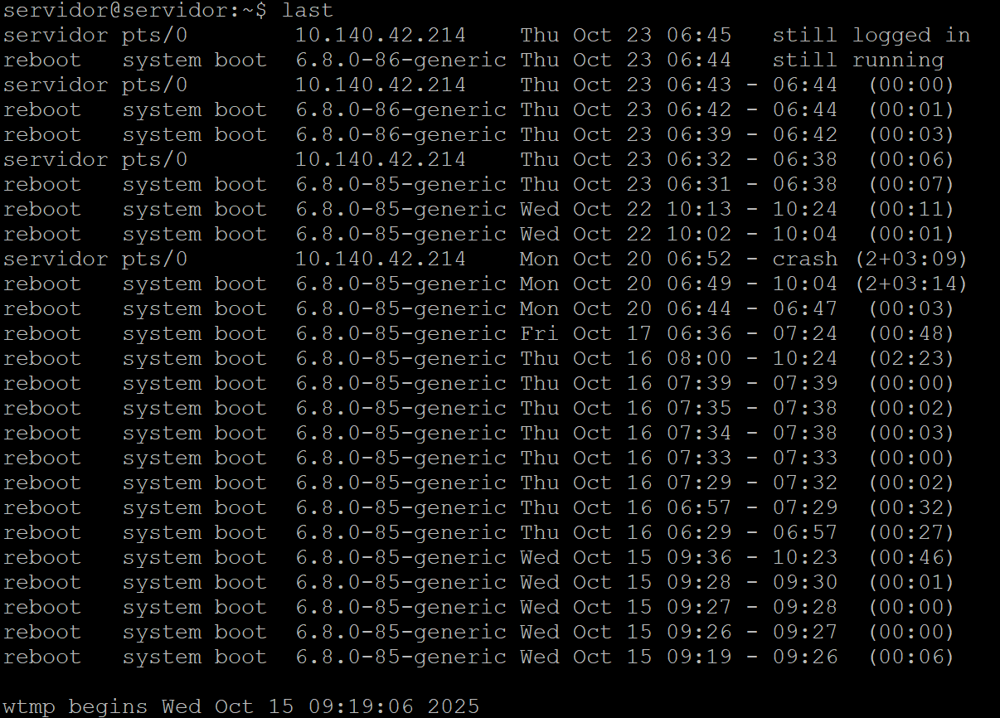 servidor@servidor:~$ last
servidor pts/0        10.140.42.214    Thu Oct 23 06:45   still logged in
reboot   system boot  6.8.0-86-generic Thu Oct 23 06:44   still running
servidor pts/0        10.140.42.214    Thu Oct 23 06:43 - 06:44  (00:00)
reboot   system boot  6.8.0-86-generic Thu Oct 23 06:42 - 06:44  (00:01)
reboot   system boot  6.8.0-86-generic Thu Oct 23 06:39 - 06:42  (00:03)
servidor pts/0        10.140.42.214    Thu Oct 23 06:32 - 06:38  (00:06)
reboot   system boot  6.8.0-85-generic Thu Oct 23 06:31 - 06:38  (00:07)
reboot   system boot  6.8.0-85-generic Wed Oct 22 10:13 - 10:24  (00:11)
reboot   system boot  6.8.0-85-generic Wed Oct 22 10:02 - 10:04  (00:01)
servidor pts/0        10.140.42.214    Mon Oct 20 06:52 - crash (2+03:09)
reboot   system boot  6.8.0-85-generic Mon Oct 20 06:49 - 10:04 (2+03:14)
reboot   system boot  6.8.0-85-generic Mon Oct 20 06:44 - 06:47  (00:03)
reboot   system boot  6.8.0-85-generic Fri Oct 17 06:36 - 07:24  (00:48)
reboot   system boot  6.8.0-85-generic Thu Oct 16 08:00 - 10:24  (02:23)
reboot   system boot  6.8.0-85-generic Thu Oct 16 07:39 - 07:39  (00:00)
reboot   system boot  6.8.0-85-generic Thu Oct 16 07:35 - 07:38  (00:02)
reboot   system boot  6.8.0-85-generic Thu Oct 16 07:34 - 07:38  (00:03)
reboot   system boot  6.8.0-85-generic Thu Oct 16 07:33 - 07:33  (00:00)
reboot   system boot  6.8.0-85-generic Thu Oct 16 07:29 - 07:32  (00:02)
reboot   system boot  6.8.0-85-generic Thu Oct 16 06:57 - 07:29  (00:32)
reboot   system boot  6.8.0-85-generic Thu Oct 16 06:29 - 06:57  (00:27)
reboot   system boot  6.8.0-85-generic Wed Oct 15 09:36 - 10:23  (00:46)
reboot   system boot  6.8.0-85-generic Wed Oct 15 09:28 - 09:30  (00:01)
reboot   system boot  6.8.0-85-generic Wed Oct 15 09:27 - 09:28  (00:00)
reboot   system boot  6.8.0-85-generic Wed Oct 15 09:26 - 09:27  (00:00)
reboot   system boot  6.8.0-85-generic Wed Oct 15 09:19 - 09:26  (00:06)

wtmp begins Wed Oct 15 09:19:06 2025